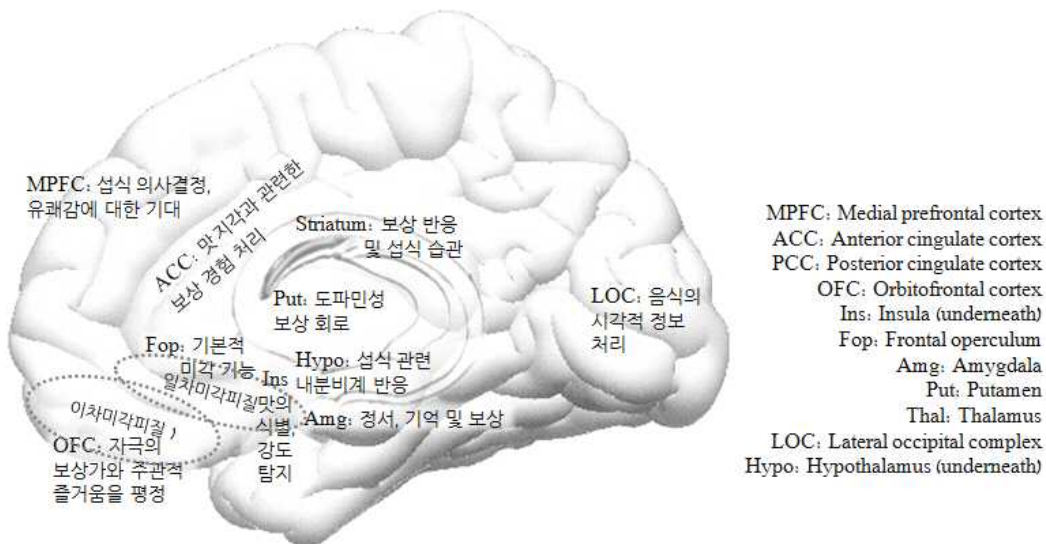 MPFC: 섭식 의사결정,
유쾌감에 대한 기대
ACC: 맛 지각과 관련한
보상 경험 처리
Striatum: 보상 반응
및 섭식 습관
Put: 도파민성
보상 회로
LOC: 음식의
시각적 정보
처리
Fop: 기본적
미각 기능
Hypo: 섭식 관련
내분비계 반응
일차미각피질
Ins
맛의
식별,
강도
탐지
Amg: 정서, 기억 및 보상
이차미각피질
OFC: 자극의
보상가와 주관적
즐거움을 평정
MPFC: Medial prefrontal cortex
ACC: Anterior cingulate cortex
PCC: Posterior cingulate cortex
OFC: Orbitofrontal cortex
Ins: Insula (underneath)
Fop: Frontal operculum
Amg: Amygdala
Put: Putamen
Thal: Thalamus
LOC: Lateral occipital complex
Hypo: Hypothalamus (underneath)